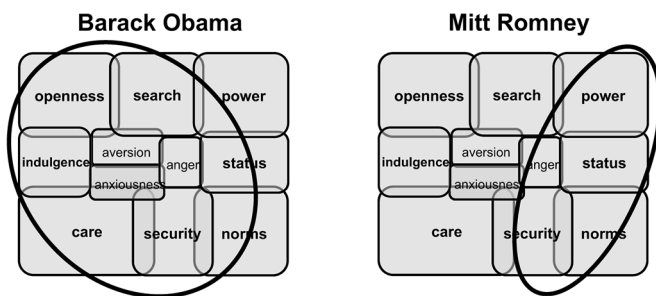 Barack Obama
openness search power
indulgence aversion anger status
anxiousness
care security norms
Mitt Romney
openness search power
indulgence aversion anger status
anxiousness
care security norms